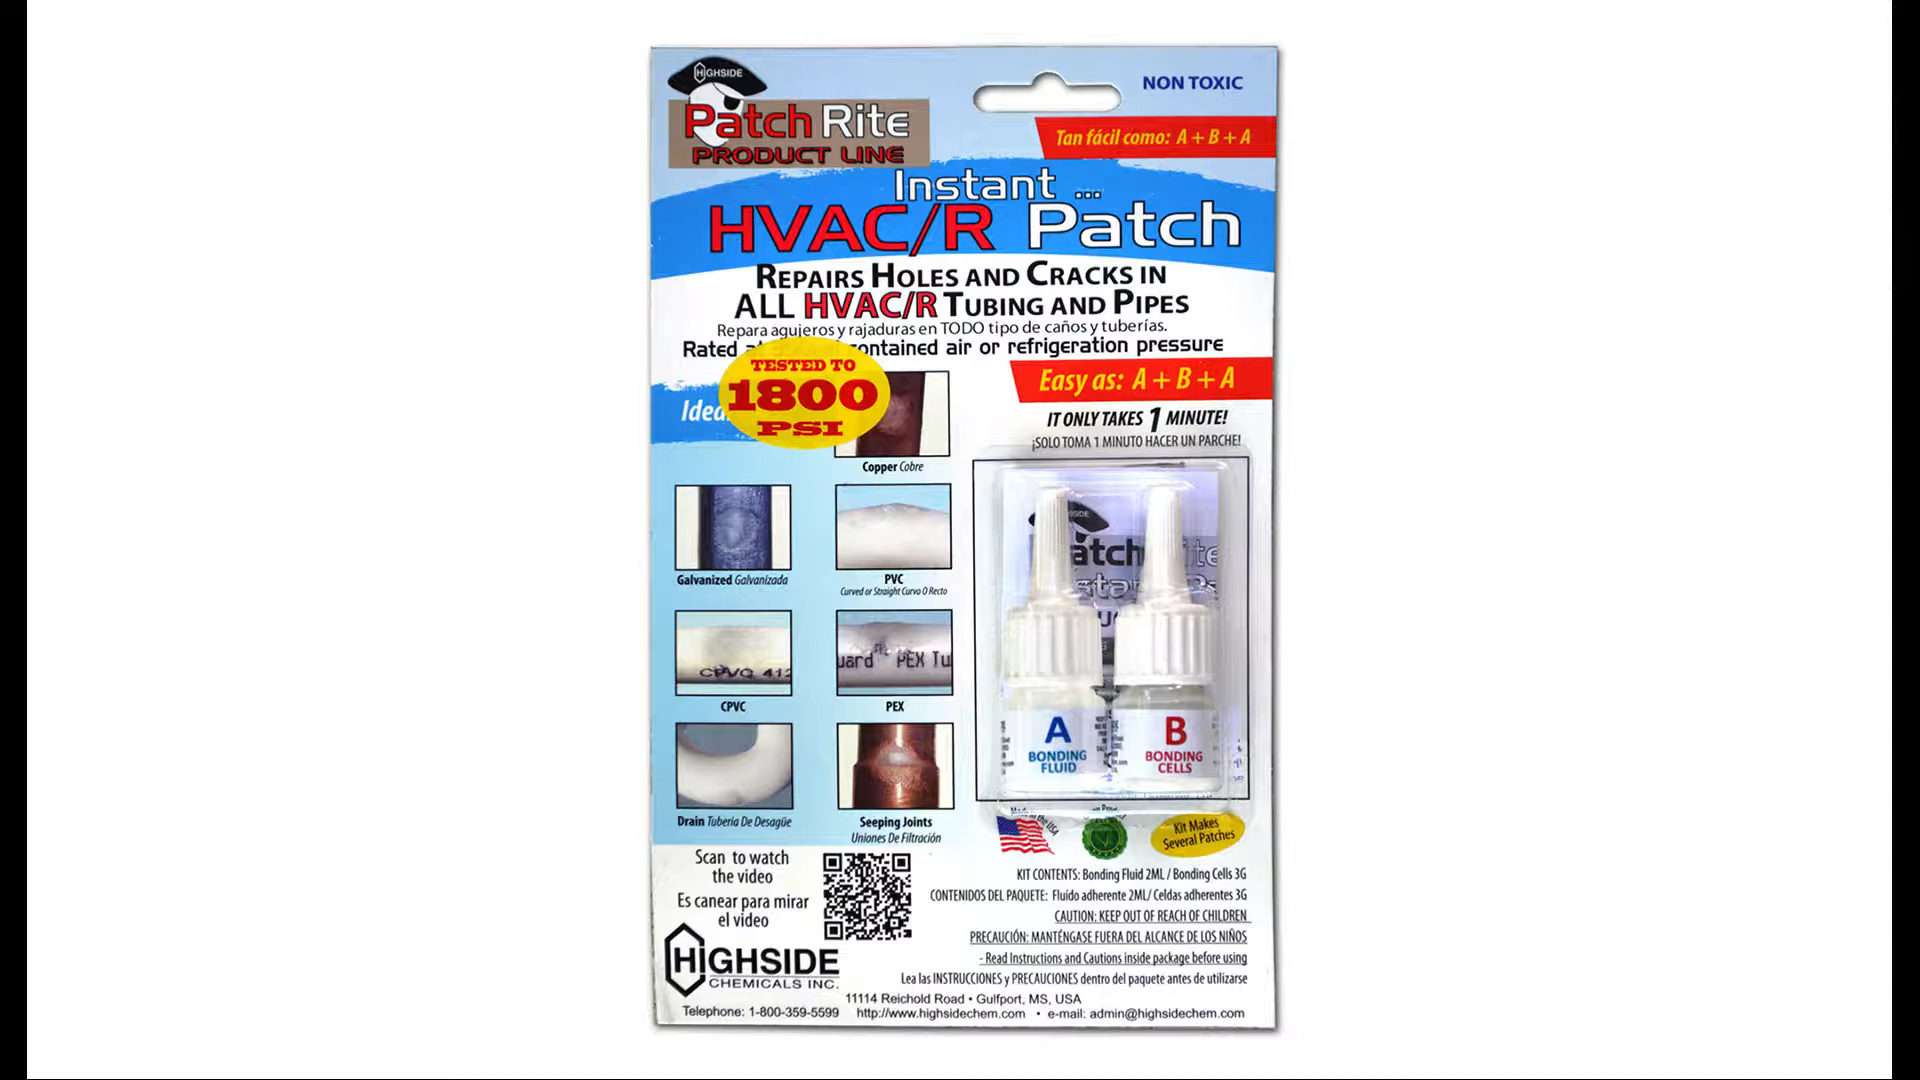 HIGHSIDE
Patch Rite
PRODUCT LINE
NON TOXIC
Tan fácil como: A + B + A
Instant ...
HVAC/R Patch
REPAIRS HOLES AND CRACKS IN
ALL HVAC/R TUBING AND PIPES
Repara agujeros y rajaduras en TODO tipo de caños y tuberías.
Rated air or refrigeration pressure
TESTED TO
1800
PSI
Easy as: A + B + A
IT ONLY TAKES 1 MINUTE!
¡SOLO TOMA 1 MINUTO HACER UN PARCHE!
Copper Cobre
Galvanized Galvanizada
PVC
Curved or Straight Curvo O Recto
CPVC 412
PEX Tu
CPVC
PEX
Drain Tuberia De Desagüe
Seeping Joints
Uniones De Filtración
A
BONDING
FLUID
B
BONDING
CELLS
Kit Makes
Several Patches
Scan to watch
the video
Es canear para mirar
el video
KIT CONTENTS: Bonding Fluid 2ML / Bonding Cells 3G
CONTENIDOS DEL PAQUETE: Fluído adherente 2ML/ Celdas adherentes 3G
CAUTION: KEEP OUT OF REACH OF CHILDREN
PRECAUCIÓN: MANTÉNGASE FUERA DEL ALCANCE DE LOS NIÑOS
- Read Instructions and Cautions inside package before using
Lea las INSTRUCCIONES y PRECAUCIONES dentro del paquete antes de utilizarse
HIGHSIDE
CHEMICALS INC.
11114 Reichold Road • Gulfport, MS, USA
Telephone: 1-800-359-5599 http://www.highsidechem.com • e-mail: admin@highsidechem.com